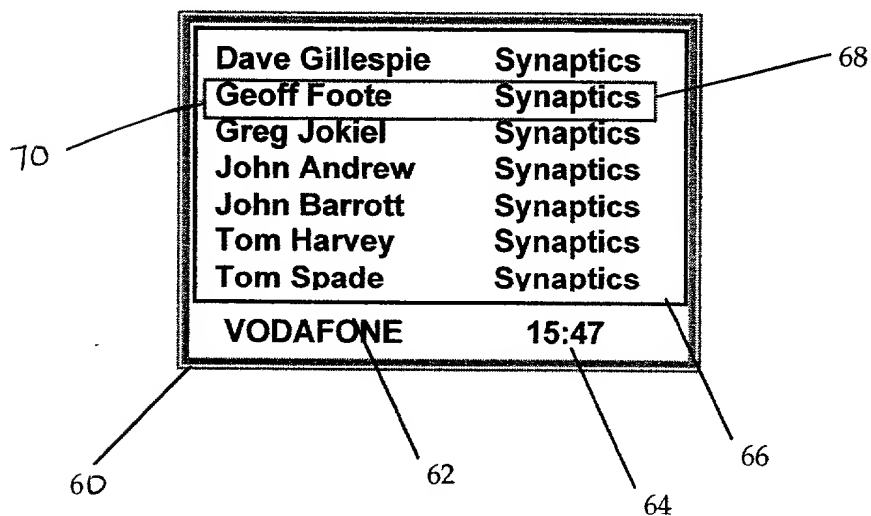 Dave Gillespie Synaptics 68
Geoff Foote Synaptics
70 Greg Jokiel Synaptics
John Andrew Synaptics
John Barrott Synaptics
Tom Harvey Synaptics
Tom Spade Synaptics
VODAFONE 15:47
66
60 62
64